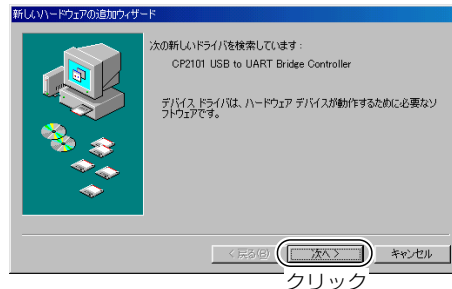 新しいハードウェアの追加ウィザード
次の新しいドライバを検索しています:
CP2101 USB to UART Bridge Controller
デバイス ドライバは、ハードウェア デバイスが動作するために必要なソ
フトウェアです。
< 戻る(B)
次へ >
キャンセル
クリック